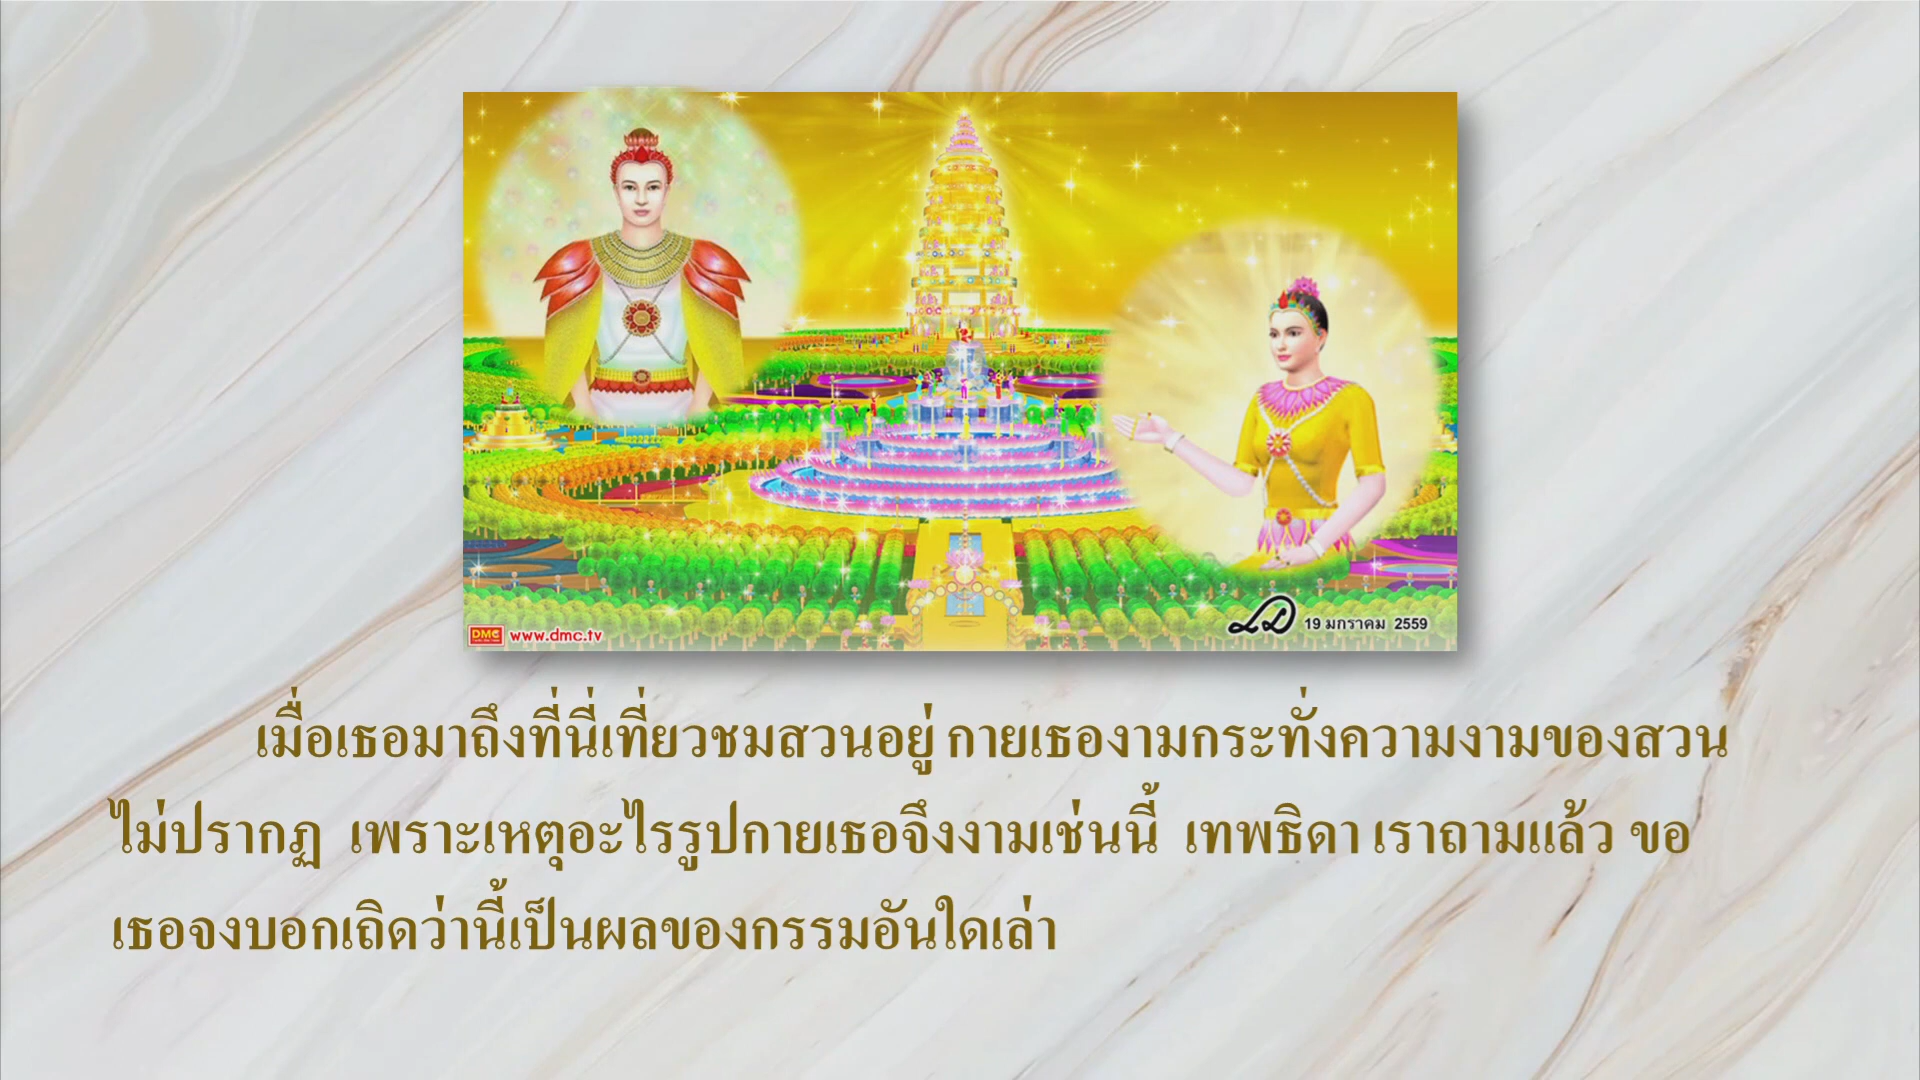 DMC www.dmc.tv
19 มกราคม 2559
เมื่อเธอมาถึงที่นี่เที่ยวชมสวนอยู่ กายเธองามกระทั่งความงามของสวน
ไม่ปรากฏ เพราะเหตุอะไรรูปกายเธอจึงงามเช่นนี้ เทพธิดา เราถามแล้ว ขอ
เธอจงบอกเถิดว่านี้เป็นผลของกรรมอันใดเล่า